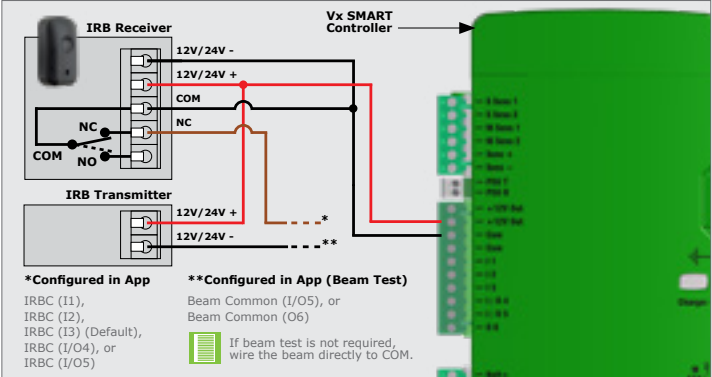 IRB Receiver
Vx SMART
Controller
12V/24V -
12V/24V +
COM
NC
NC
COM
NO
IRB Transmitter
12V/24V +
12V/24V -
*
**
*Configured in App
IRBC (I1),
IRBC (I2),
IRBC (I3) (Default),
IRBC (I/O4), or
IRBC (I/O5)
**Configured in App (Beam Test)
Beam Common (I/O5), or
Beam Common (O6)
If beam test is not required,
wire the beam directly to COM.